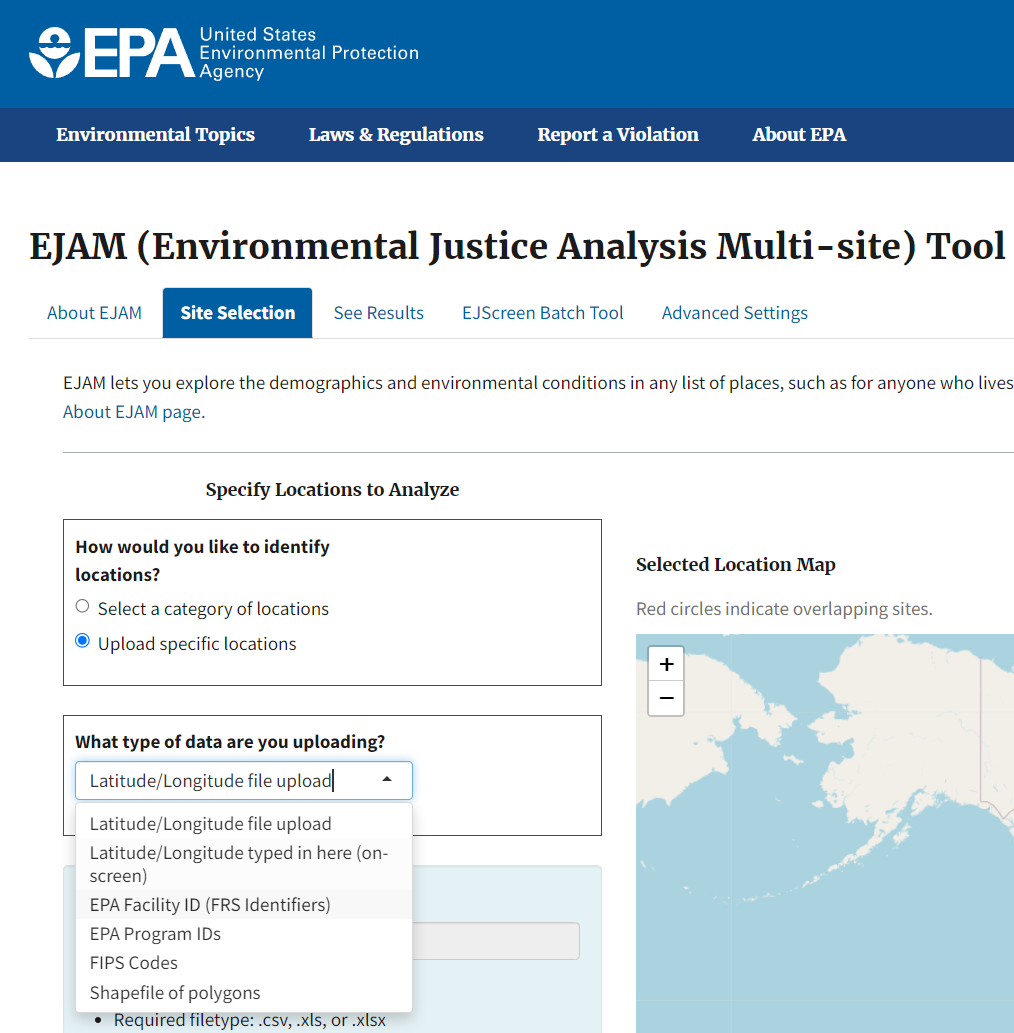 EPA
United States
Environmental Protection
Agency
Environmental Topics
Laws & Regulations
Report a Violation
About EPA
EJAM (Environmental Justice Analysis Multi-site) Tool
About EJAM
Site Selection
See Results
EJScreen Batch Tool
Advanced Settings
EJAM lets you explore the demographics and environmental conditions in any list of places, such as for anyone who lives
About EJAM page.
Specify Locations to Analyze
How would you like to identify
locations?
Select a category of locations
Upload specific locations
What type of data are you uploading?
Latitude/Longitude file upload
Latitude/Longitude file upload
Latitude/Longitude typed in here (on-
screen)
EPA Facility ID (FRS Identifiers)
EPA Program IDs
FIPS Codes
Shapefile of polygons
• Required filetype: .csv, .xls, or .xlsx
Selected Location Map
Red circles indicate overlapping sites.
+
−